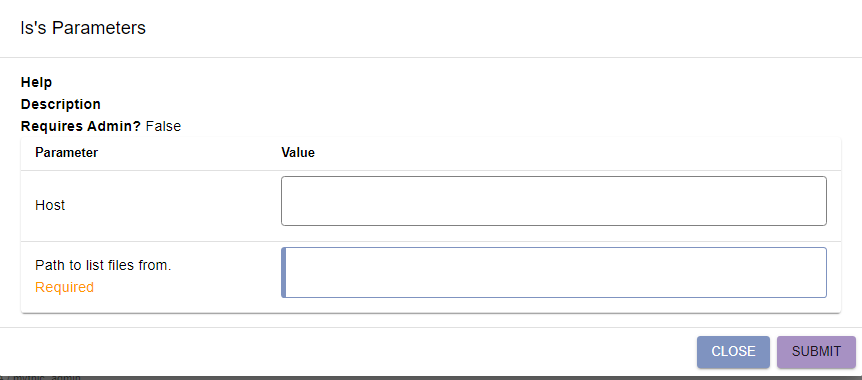 ls's Parameters
Help
Description
Requires Admin? False
Parameter Value
Host
Path to list files from.
Required
CLOSE SUBMIT